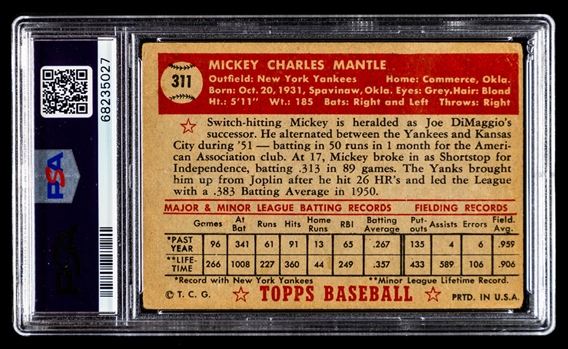 MICKEY CHARLES MANTLE
311
Outfield: New York Yankees Home: Commerce, Okla.
Born: Oct. 20, 1931, Spavinaw, Okla. Eyes: Grey. Hair: Blond
Ht.: 5'11" Wt.: 185 Bats: Right and Left Throws: Right
Switch-hitting Mickey is heralded as Joe DiMaggio's
successor. He alternated between the Yankees and Kansas
City during '51 — batting in 50 runs in 1 month for the Amer-
ican Association club. At 17, Mickey broke in as Shortstop for
Independence, batting .313 in 89 games. The Yanks brought
him up from Joplin after he hit 26 HR's and led the League
with a .383 Batting Average in 1950.
MAJOR & MINOR LEAGUE BATTING RECORDS FIELDING RECORDS
Games At Bat Runs Hits Home Runs RBI Batting Average Put-outs Assists Errors Field. Avg.
*PAST YEAR 96 341 61 91 13 65 .267 135 4 6 .959
**LIFE-TIME 266 1008 227 360 44 249 .357 433 589 106 .906
*Record with New York Yankees **Minor League Lifetime Record.
© T. C. G. TOPPS BASEBALL PRTD. IN U.S.A.
68235027
PSA
PSA